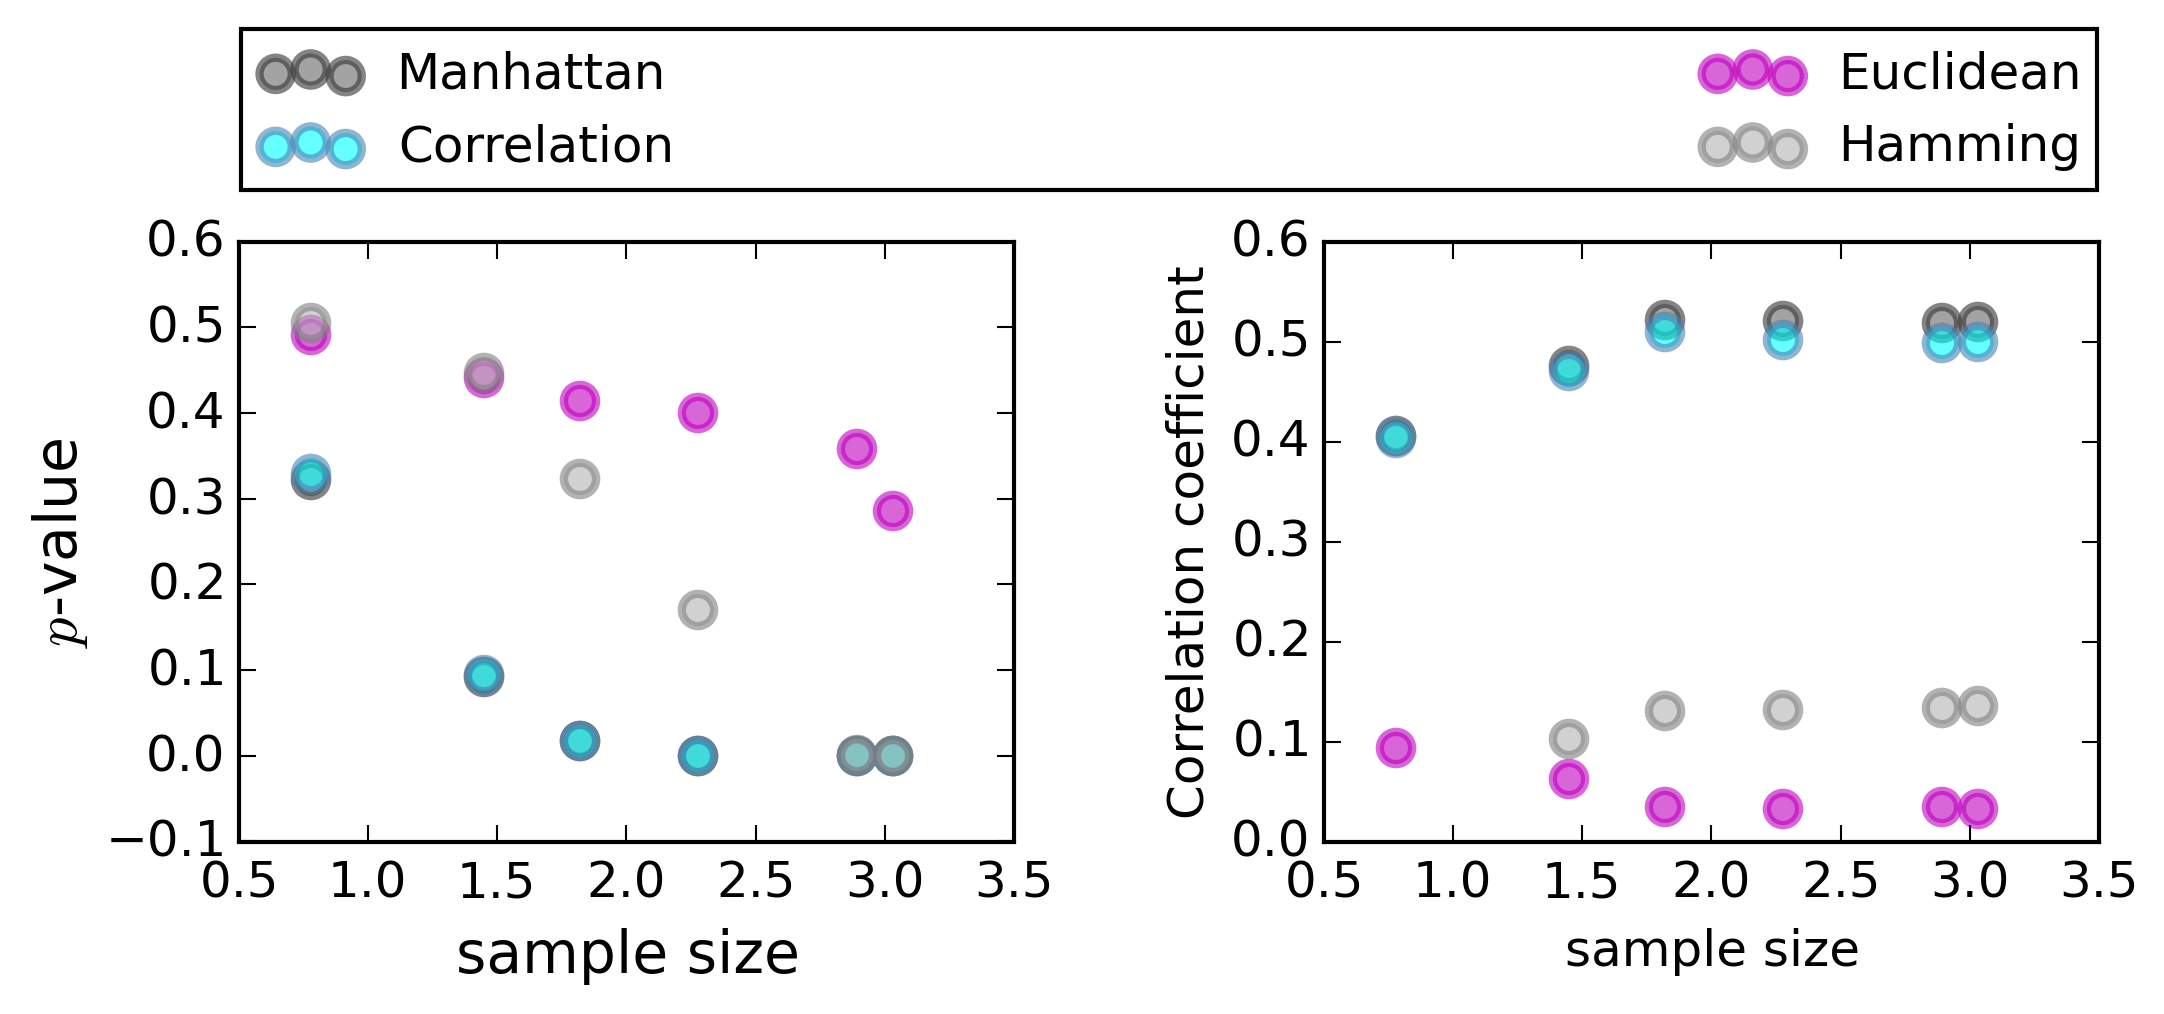 Manhattan
Correlation
Euclidean
Hamming
0.6
0.5
0.4
0.3
0.2
0.1
0.0
−0.1
p-value
0.5 1.0 1.5 2.0 2.5 3.0 3.5
sample size
0.6
0.5
0.4
0.3
0.2
0.1
0.0
Correlation coefficient
0.5 1.0 1.5 2.0 2.5 3.0 3.5
sample size